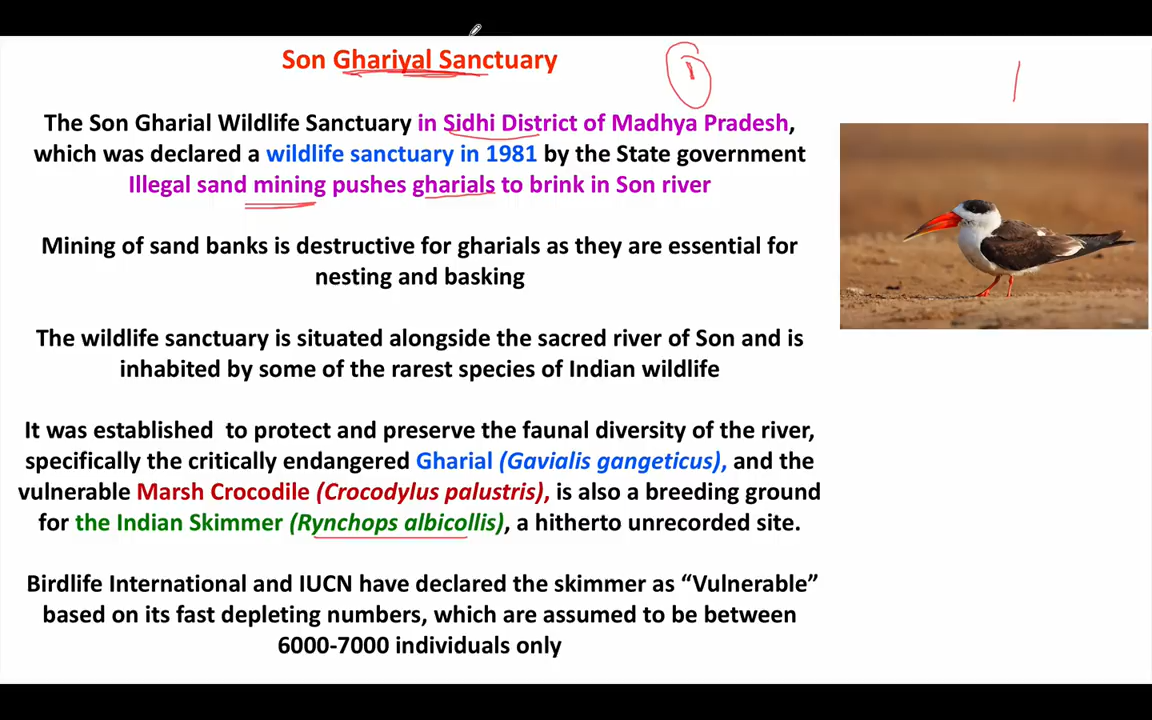 Son Ghariyal Sanctuary
The Son Gharial Wildlife Sanctuary in Sidhi District of Madhya Pradesh,
which was declared a wildlife sanctuary in 1981 by the State government
Illegal sand mining pushes gharials to brink in Son river
Mining of sand banks is destructive for gharials as they are essential for
nesting and basking
The wildlife sanctuary is situated alongside the sacred river of Son and is
inhabited by some of the rarest species of Indian wildlife
It was established to protect and preserve the faunal diversity of the river,
specifically the critically endangered Gharial (Gavialis gangeticus), and the
vulnerable Marsh Crocodile (Crocodylus palustris), is also a breeding ground
for the Indian Skimmer (Rynchops albicollis), a hitherto unrecorded site.
Birdlife International and IUCN have declared the skimmer as “Vulnerable”
based on its fast depleting numbers, which are assumed to be between
6000-7000 individuals only